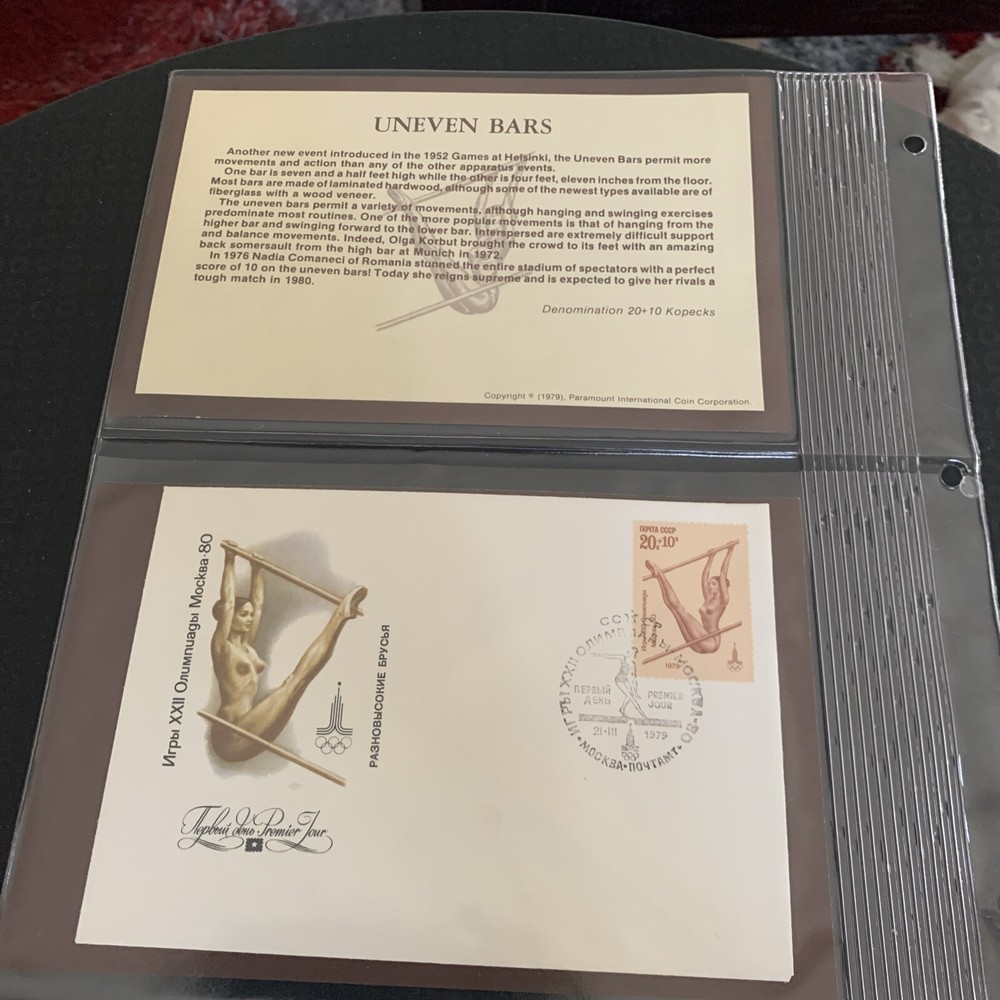 UNEVEN BARS
Another new event introduced in the 1952 Games at Helsinki, the Uneven Bars permit more
movements and action than any of the other apparatus events.
One bar is seven and a half feet high while the other is four feet, eleven inches from the floor.
Most bars are made of laminated hardwood, although some of the newest types available are of
fiberglass with a wood veneer.
The uneven bars permit a variety of movements, although hanging and swinging exercises
predominate most routines. One of the more popular movements is that of hanging from the
higher bar and swinging forward to the lower bar. Interspersed are extremely difficult support
and balance movements. Indeed, Olga Korbut brought the crowd to its feet with an amazing
back somersault from the high bar at Munich in 1972.
In 1976 Nadia Comaneci of Romania stunned the entire stadium of spectators with a perfect
score of 10 on the uneven bars! Today she reigns supreme and is expected to give her rivals a
tough match in 1980.
Denomination 20+10 Kopecks
Copyright © (1979), Paramount International Coin Corporation.
Игры XXII Олимпиады Москва·80
РАЗНОВЫСОКИЕ БРУСЬЯ
Первый день Premier Jour
ПОЧТА СССР
20к+10к
1979
ИГРЫ XXII МОСКВА-80
ПЕРВЫЙ PREMIER
ДЕНЬ JOUR
21·III 1979
•МОСКВА•ПОЧТАМТ•